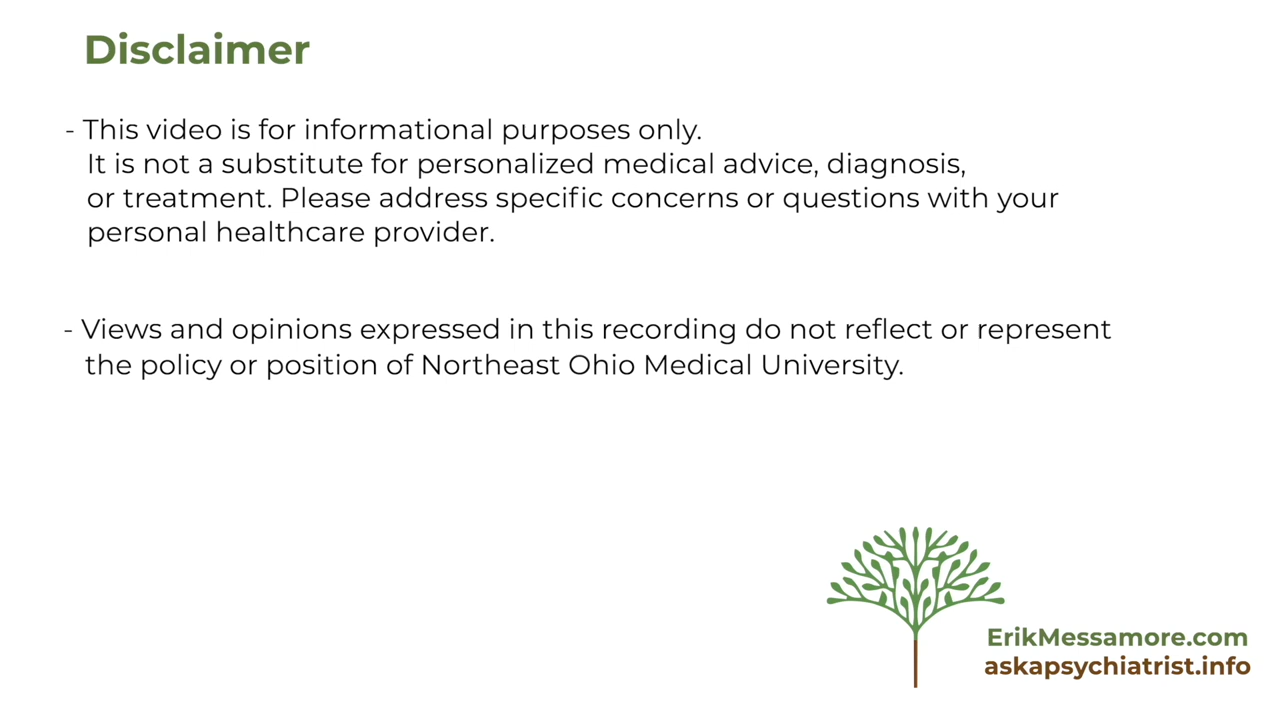 Disclaimer
- This video is for informational purposes only.
It is not a substitute for personalized medical advice, diagnosis,
or treatment. Please address specific concerns or questions with your
personal healthcare provider.
- Views and opinions expressed in this recording do not reflect or represent
the policy or position of Northeast Ohio Medical University.
ErikMessamore.com
askapsychiatrist.info